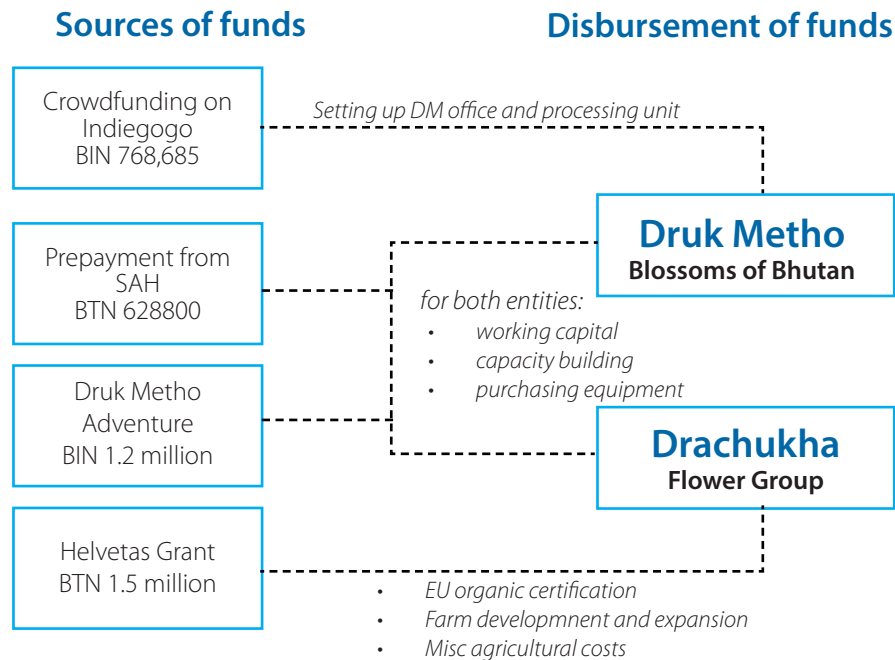 Sources of funds
Disbursement of funds
Crowdfunding on
Indiegogo
BIN 768,685
Setting up DM office and processing unit
Prepayment from
SAH
BTN 628800
Druk Metho
Blossoms of Bhutan
for both entities:
• working capital
• capacity building
• purchasing equipment
Druk Metho
Adventure
BIN 1.2 million
Drachukha
Flower Group
Helvetas Grant
BTN 1.5 million
• EU organic certification
• Farm developmnent and expansion
• Misc agricultural costs